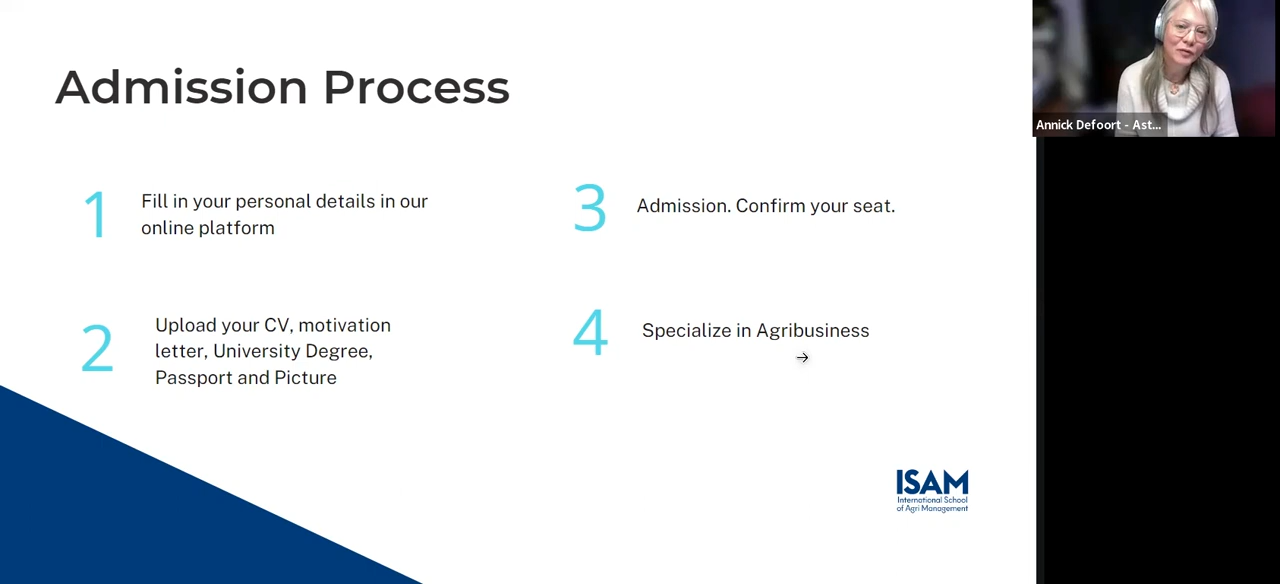 Admission Process
1
Fill in your personal details in our
online platform
2
Upload your CV, motivation
letter, University Degree,
Passport and Picture
3
Admission. Confirm your seat.
4
Specialize in Agribusiness
ISAM
International School
of Agri Management
Annick Defoort - Ast...